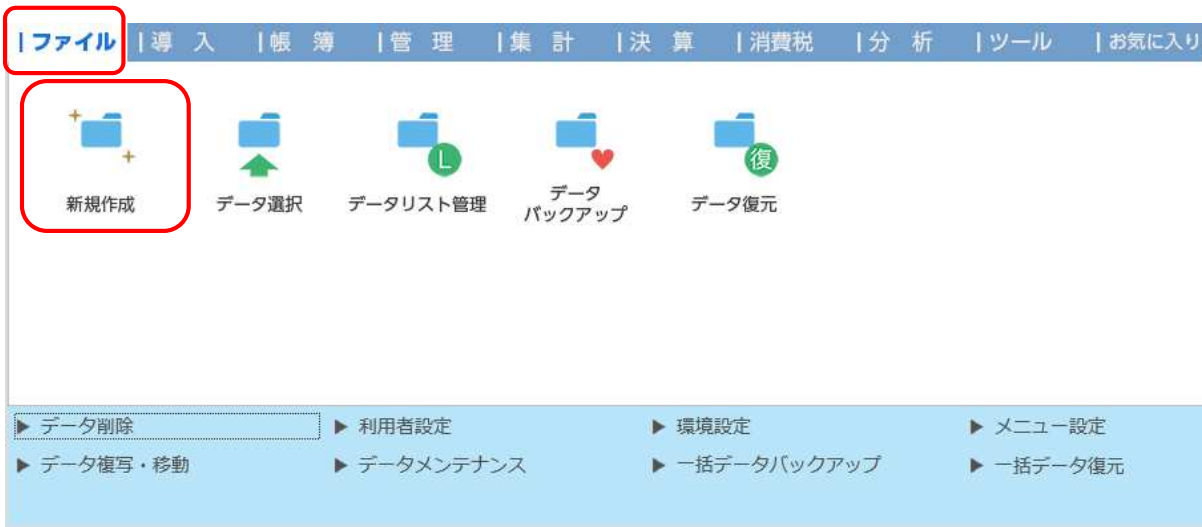 |ファイル |導 入 |帳 簿 |管 理 |集 計 |決 算 |消費税 |分 析 |ツール |お気に入り
L
復
新規作成
データ選択
データリスト管理
データ
バックアップ
データ復元
▶ データ削除
▶ 利用者設定
▶ 環境設定
▶ メニュー設定
▶ データ複写・移動
▶ データメンテナンス
▶ 一括データバックアップ
▶ 一括データ復元